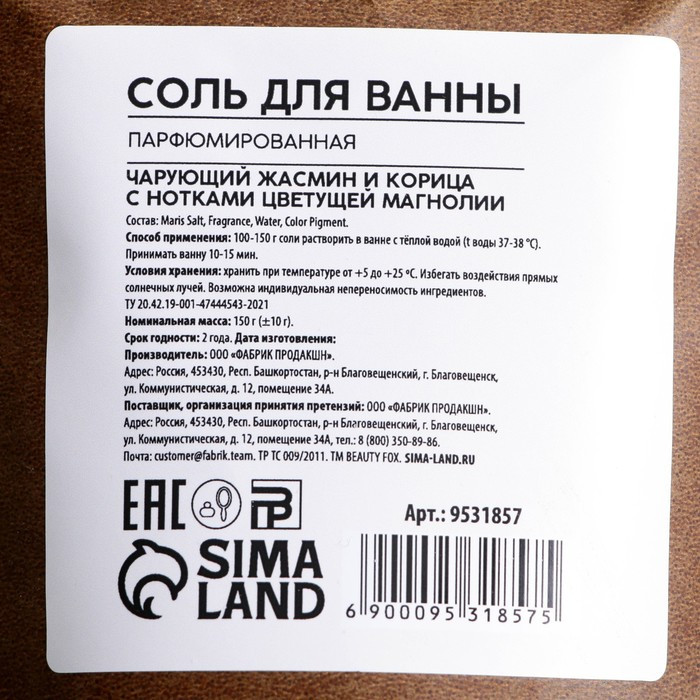 СОЛЬ ДЛЯ ВАННЫ
ПАРФЮМИРОВАННАЯ
ЧАРУЮЩИЙ ЖАСМИН И КОРИЦА
С НОТКАМИ ЦВЕТУЩЕЙ МАГНОЛИИ
Состав: Maris Salt, Fragrance, Water, Color Pigment.
Способ применения: 100-150 г соли растворить в ванне с тёплой водой (t воды 37-38 °C).
Принимать ванну 10-15 мин.
Условия хранения: хранить при температуре от +5 до +25 ºC. Избегать воздействия прямых
солнечных лучей. Возможна индивидуальная непереносимость ингредиентов.
ТУ 20.42.19-001-47444543-2021
Номинальная масса: 150 г (±10 г).
Срок годности: 2 года. Дата изготовления:
Производитель: ООО «ФАБРИК ПРОДАКШН».
Адрес: Россия, 453430, Респ. Башкортостан, р-н Благовещенский, г. Благовещенск,
ул. Коммунистическая, д. 12, помещение 34А.
Поставщик, организация принятия претензий: ООО «ФАБРИК ПРОДАКШН».
Адрес: Россия, 453430, Респ. Башкортостан, р-н Благовещенский, г. Благовещенск,
ул. Коммунистическая, д. 12, помещение 34А, тел.: 8 (800) 350-89-86.
Почта: customer@fabrik.team. ТР ТС 009/2011. ТМ BEAUTY FOX. SIMA-LAND.RU
EAC
Арт.: 9531857
SIMA
LAND
6 900095 318575